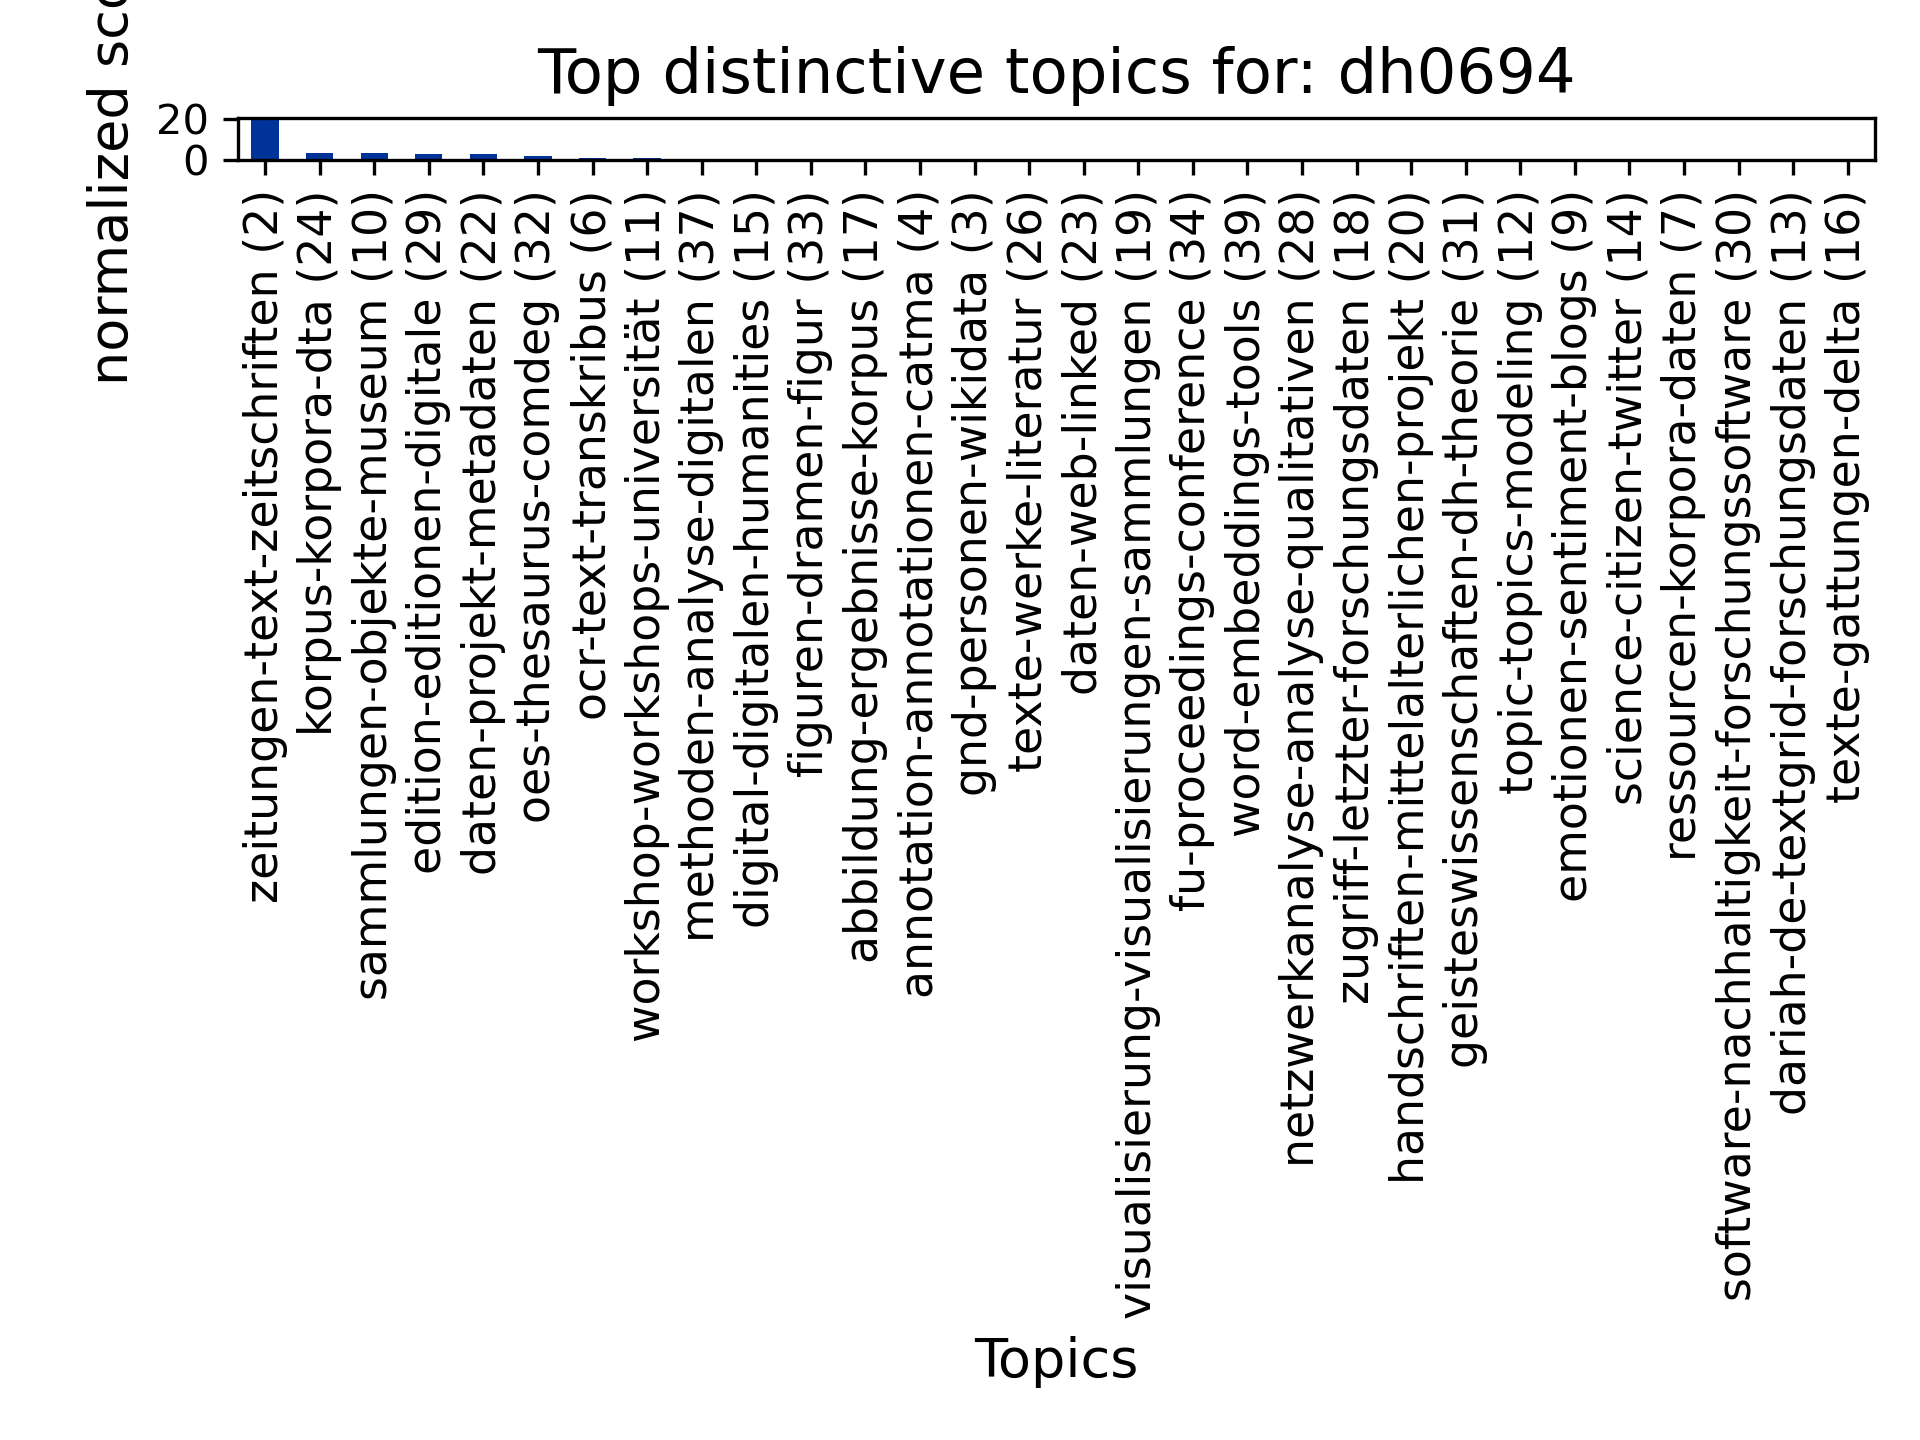 Top distinctive topics for: dh0694
normalized
20
0
zeitungen-text-zeitschriften (2)
korpus-korpora-dta (24)
sammlungen-objekte-museum (10)
edition-editionen-digitale (29)
daten-projekt-metadaten (22)
oes-thesaurus-comdeg (32)
ocr-text-transkribus (6)
workshop-workshops-universität (11)
methoden-analyse-digitalen (37)
digital-digitalen-humanities (15)
figuren-dramen-figur (33)
abbildung-ergebnisse-korpus (17)
annotation-annotationen-catma (4)
gnd-personen-wikidata (3)
texte-werke-literatur (26)
daten-web-linked (23)
visualisierung-visualisierungen-sammlungen (19)
fu-proceedings-conference (34)
word-embeddings-tools (39)
netzwerkanalyse-analyse-qualitativen (28)
zugriff-letzter-forschungsdaten (18)
handschriften-mittelalterlichen-projekt (20)
geisteswissenschaften-dh-theorie (31)
topic-topics-modeling (12)
emotionen-sentiment-blogs (9)
science-citizen-twitter (14)
ressourcen-korpora-daten (7)
software-nachhaltigkeit-forschungssoftware (30)
dariah-de-textgrid-forschungsdaten (13)
texte-gattungen-delta (16)
Topics